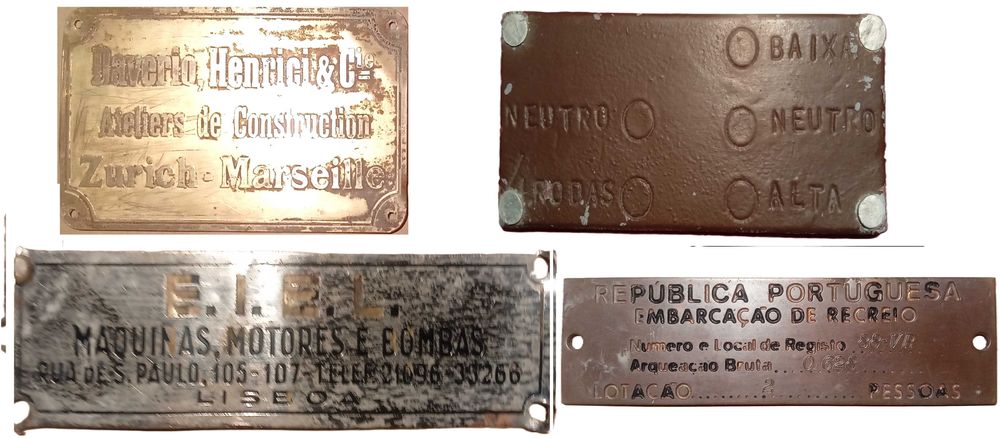 Daverio, Henrici & Cie
Ateliers de Construction
Zurich - Marseille
BAIXA
NEUTRO NEUTRO
RODAS ALTA
E.I.E.L.
MAQUINAS, MOTORES E BOMBAS
RUA DE S. PAULO, 105-107-TELEF. 21696-33266
LISBOA
REPÚBLICA PORTUGUESA
EMBARCAÇÃO DE RECREIO
Numero e Local de Registo
Arqueação Bruta
LOTAÇÃO 2 PESSOAS